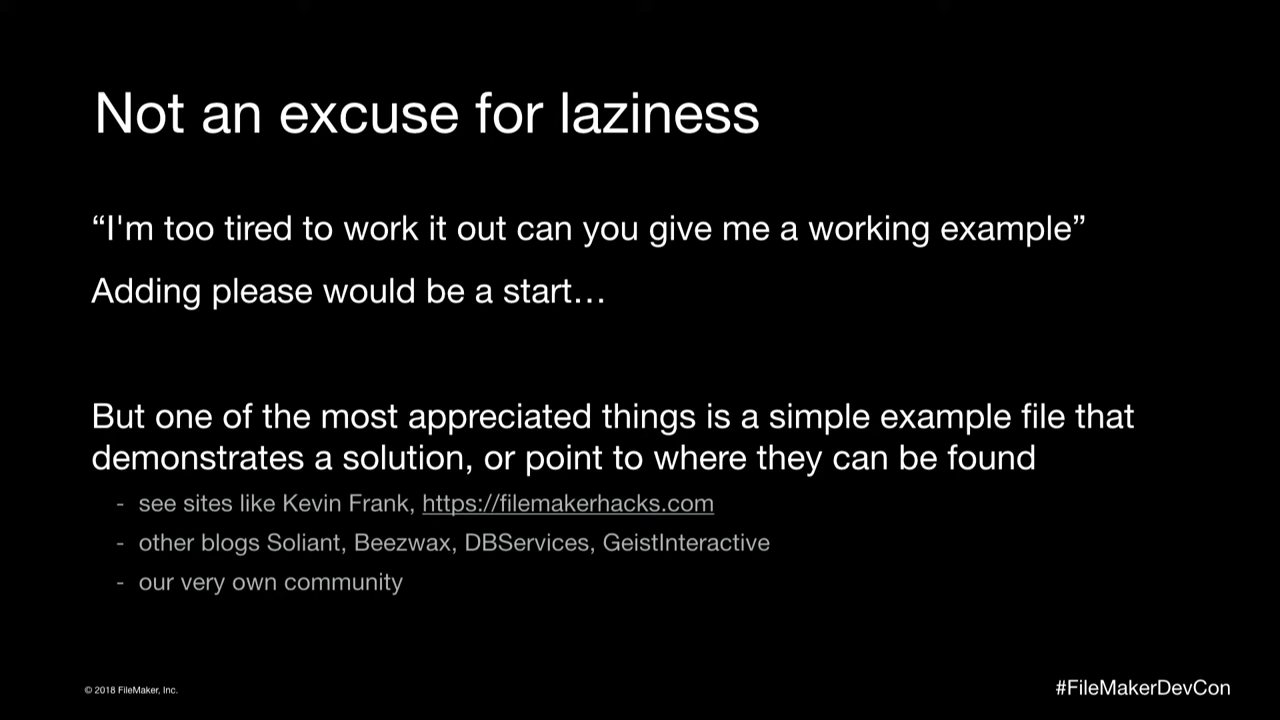 Not an excuse for laziness
“I'm too tired to work it out can you give me a working example”
Adding please would be a start…
But one of the most appreciated things is a simple example file that
demonstrates a solution, or point to where they can be found
- see sites like Kevin Frank, https://filemakerhacks.com
- other blogs Soliant, Beezwax, DBServices, GeistInteractive
- our very own community
© 2018 FileMaker, Inc.
#FileMakerDevCon